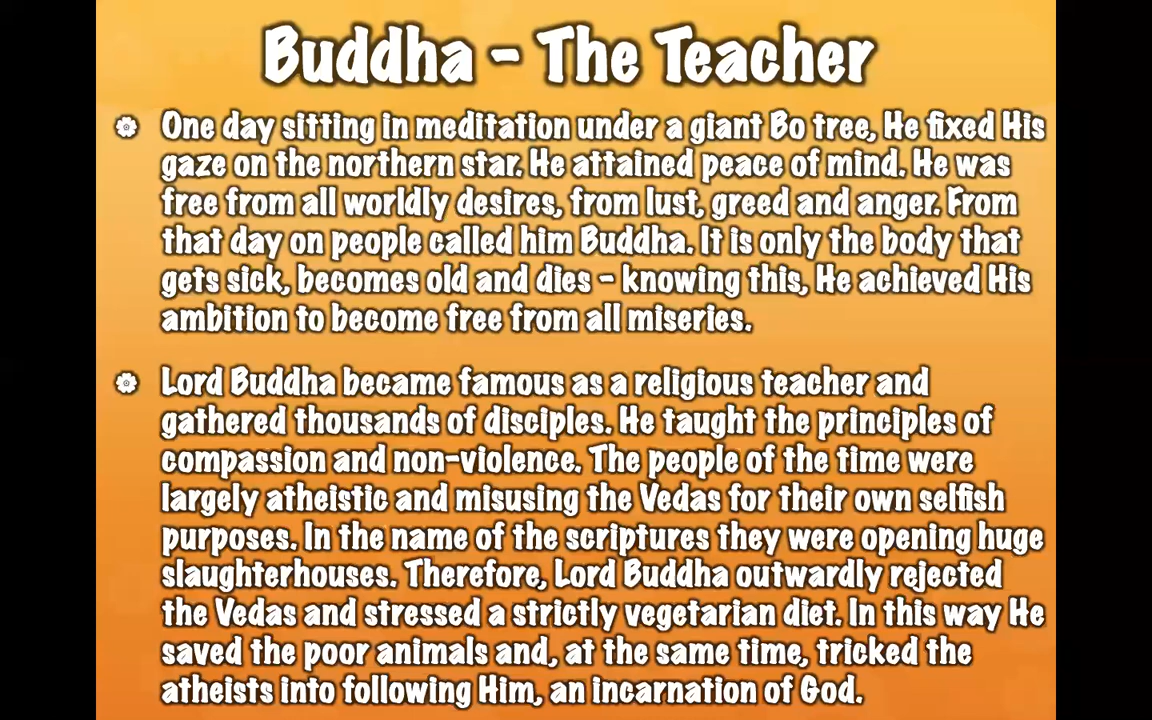 Buddha - The Teacher
One day sitting in meditation under a giant Bo tree, He fixed His
gaze on the northern star. He attained peace of mind. He was
free from all worldly desires, from lust, greed and anger. From
that day on people called him Buddha. It is only the body that
gets sick, becomes old and dies - knowing this, He achieved His
ambition to become free from all miseries.
Lord Buddha became famous as a religious teacher and
gathered thousands of disciples. He taught the principles of
compassion and non-violence. The people of the time were
largely atheistic and misusing the Vedas for their own selfish
purposes. In the name of the scriptures they were opening huge
slaughterhouses. Therefore, Lord Buddha outwardly rejected
the Vedas and stressed a strictly vegetarian diet. In this way He
saved the poor animals and, at the same time, tricked the
atheists into following Him, an incarnation of God.